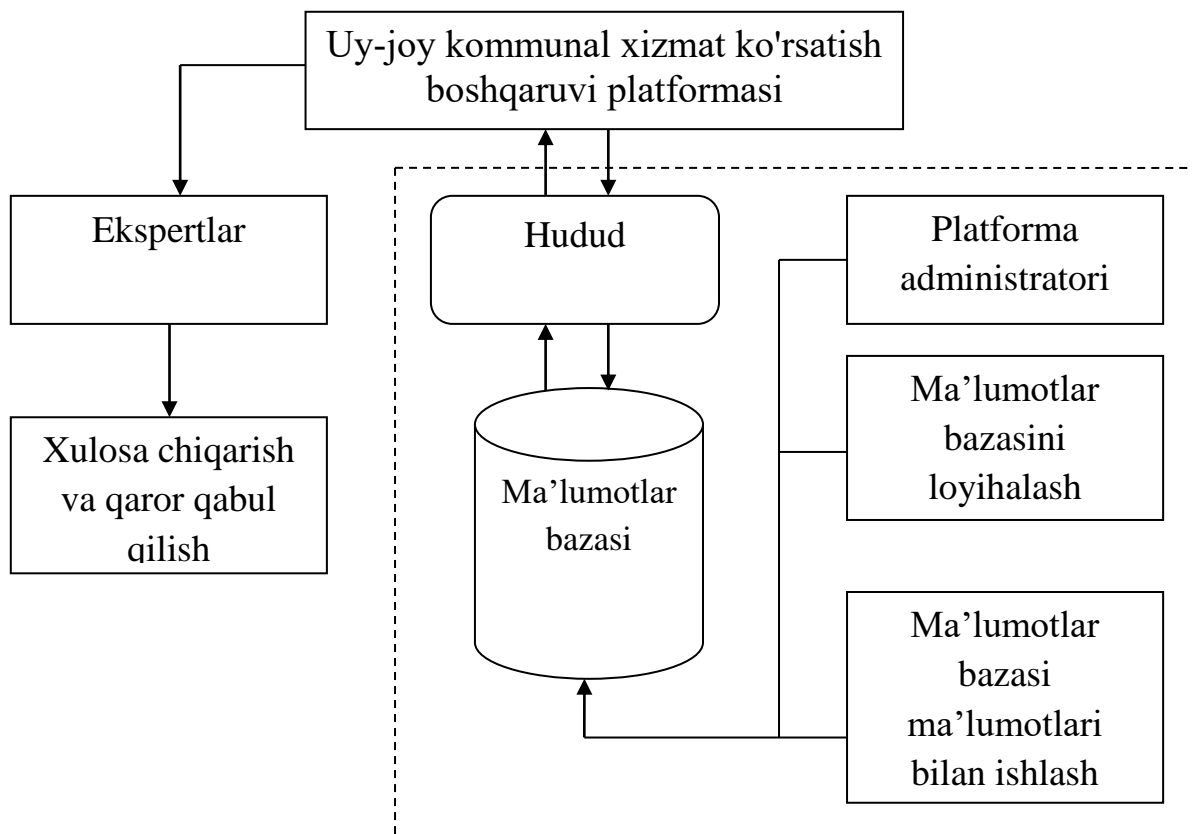 Uy-joy kommunal xizmat ko'rsatish
boshqaruvi platformasi
Ekspertlar
Hudud
Platforma
administratori
Xulosa chiqarish
va qaror qabul
qilish
Ma’lumotlar
bazasi
Ma’lumotlar
bazasini
loyihalash
Ma’lumotlar
bazasi
ma’lumotlari
bilan ishlash